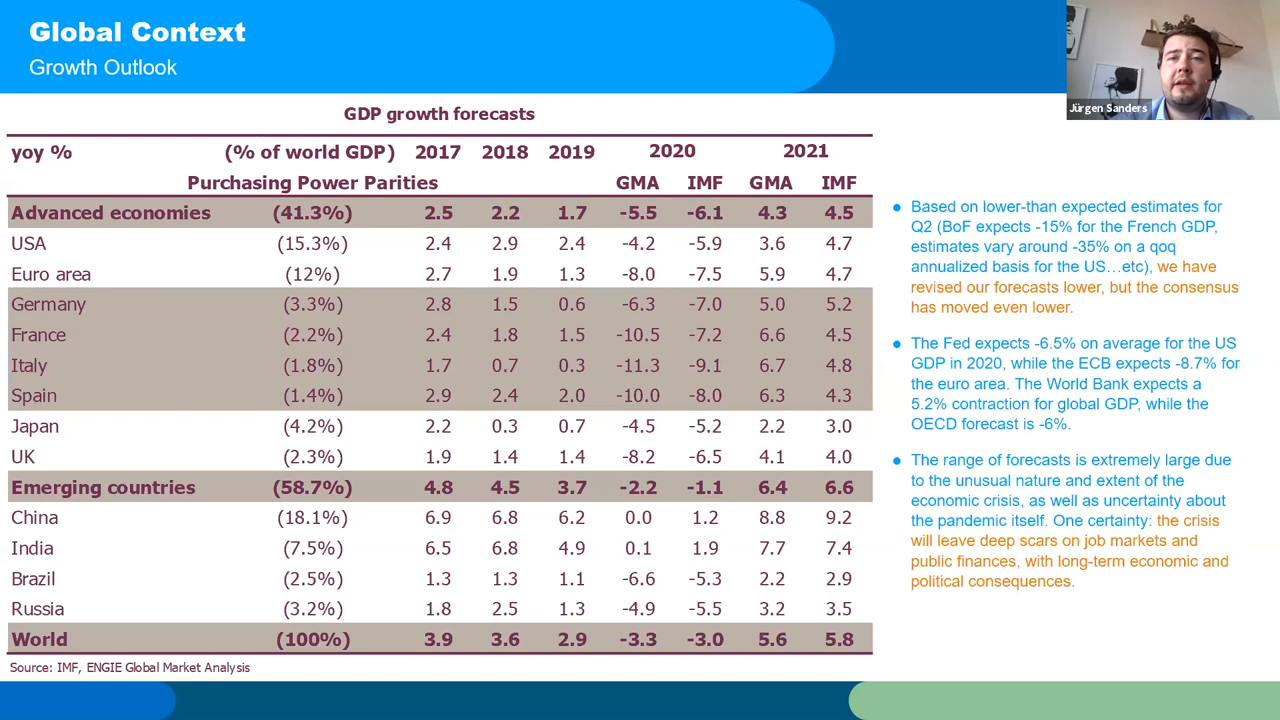 Global Context
Growth Outlook
Jürgen Sanders
GDP growth forecasts
yoy % (% of world GDP) 2017 2018 2019 2020 2021
Purchasing Power Parities GMA IMF GMA IMF
Advanced economies (41.3%) 2.5 2.2 1.7 -5.5 -6.1 4.3 4.5
USA (15.3%) 2.4 2.9 2.4 -4.2 -5.9 3.6 4.7
Euro area (12%) 2.7 1.9 1.3 -8.0 -7.5 5.9 4.7
Germany (3.3%) 2.8 1.5 0.6 -6.3 -7.0 5.0 5.2
France (2.2%) 2.4 1.8 1.5 -10.5 -7.2 6.6 4.5
Italy (1.8%) 1.7 0.7 0.3 -11.3 -9.1 6.7 4.8
Spain (1.4%) 2.9 2.4 2.0 -10.0 -8.0 6.3 4.3
Japan (4.2%) 2.2 0.3 0.7 -4.5 -5.2 2.2 3.0
UK (2.3%) 1.9 1.4 1.4 -8.2 -6.5 4.1 4.0
Emerging countries (58.7%) 4.8 4.5 3.7 -2.2 -1.1 6.4 6.6
China (18.1%) 6.9 6.8 6.2 0.0 1.2 8.8 9.2
India (7.5%) 6.5 6.8 4.9 0.1 1.9 7.7 7.4
Brazil (2.5%) 1.3 1.3 1.1 -6.6 -5.3 2.2 2.9
Russia (3.2%) 1.8 2.5 1.3 -4.9 -5.5 3.2 3.5
World (100%) 3.9 3.6 2.9 -3.3 -3.0 5.6 5.8
Source: IMF, ENGIE Global Market Analysis
● Based on lower-than expected estimates for
Q2 (BoF expects -15% for the French GDP,
estimates vary around -35% on a qoq
annualized basis for the US…etc), we have
revised our forecasts lower, but the consensus
has moved even lower.
● The Fed expects -6.5% on average for the US
GDP in 2020, while the ECB expects -8.7% for
the euro area. The World Bank expects a
5.2% contraction for global GDP, while the
OECD forecast is -6%.
● The range of forecasts is extremely large due
to the unusual nature and extent of the
economic crisis, as well as uncertainty about
the pandemic itself. One certainty: the crisis
will leave deep scars on job markets and
public finances, with long-term economic and
political consequences.